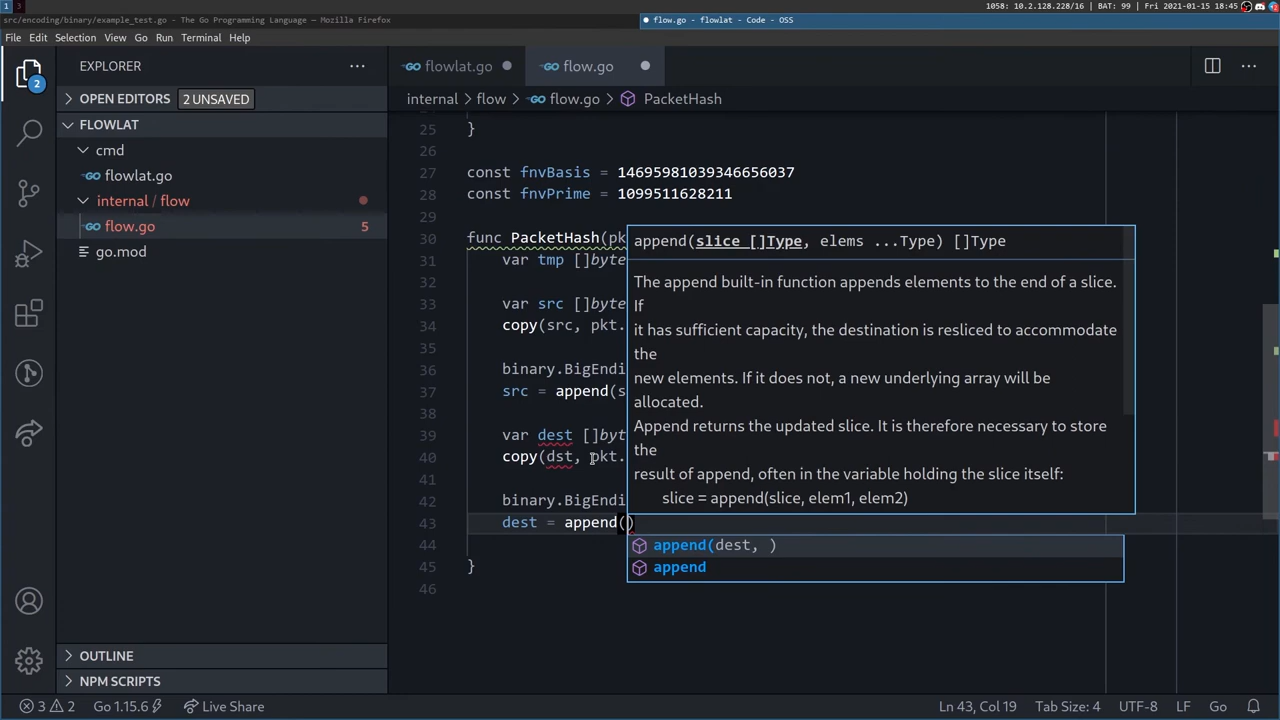 1 3 1058: 10.2.128.228/16 | BAT: 99 | Fri 2021-01-15 18:45
src/encoding/binary/example_test.go - The Go Programming Language — Mozilla Firefox
flow.go - flowlat - Code - OSS
File Edit Selection View Go Run Terminal Help
EXPLORER
flowlat.go
flow.go
OPEN EDITORS 2 UNSAVED
internal > flow > flow.go > PacketHash
FLOWLAT
cmd
flowlat.go
internal / flow
flow.go 5
go.mod
OUTLINE
NPM SCRIPTS
2
25 }
26
27 const fnvBasis = 14695981039346656037
28 const fnvPrime = 1099511628211
29
30 func PacketHash(pk
31 var tmp []byte
32
33 var src []byte
34 copy(src, pkt.
35
36 binary.BigEndi
37 src = append(s
38
39 var dest []byt
40 copy(dst, pkt.
41
42 binary.BigEndi
43 dest = append()
44
45 }
46
append(slice []Type, elems ...Type) []Type
The append built-in function appends elements to the end of a slice.
If
it has sufficient capacity, the destination is resliced to accommodate
the
new elements. If it does not, a new underlying array will be
allocated.
Append returns the updated slice. It is therefore necessary to store
the
result of append, often in the variable holding the slice itself:
slice = append(slice, elem1, elem2)
append(dest, )
append
3 2 Go 1.15.6 Live Share Ln 43, Col 19 Tab Size: 4 UTF-8 LF Go